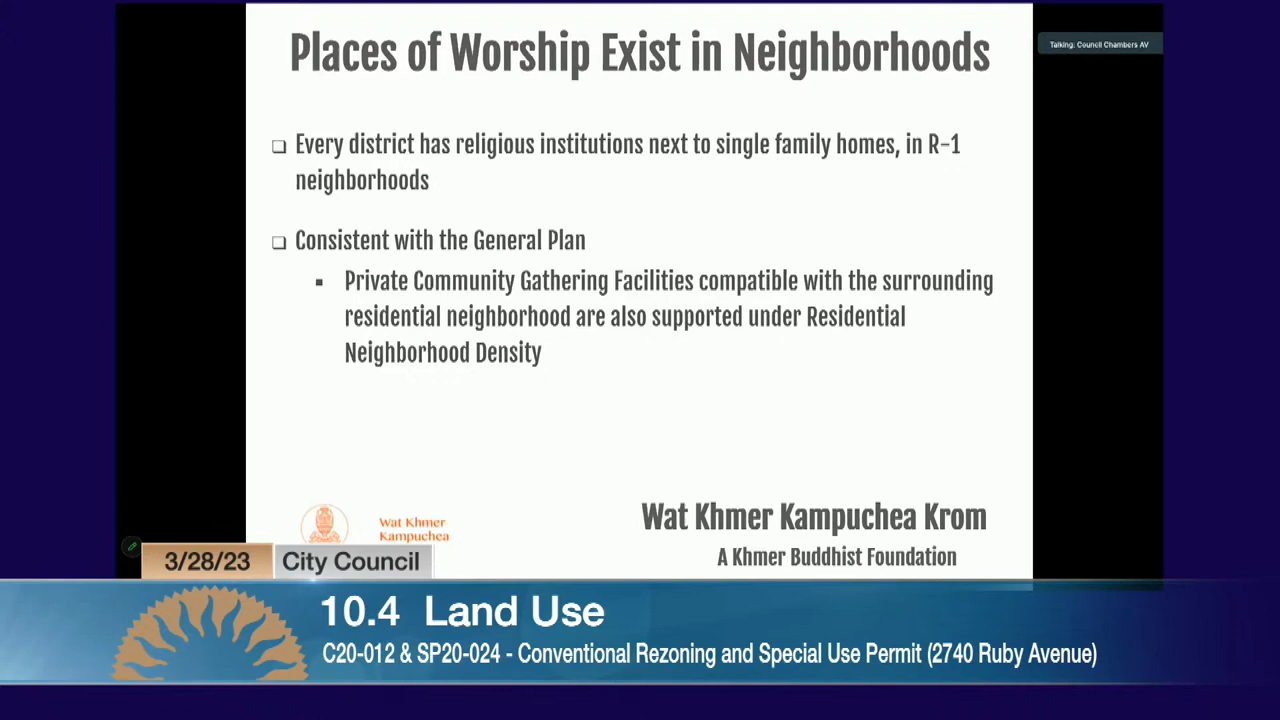 Places of Worship Exist in Neighborhoods
Talking: Council Chambers AV
❑ Every district has religious institutions next to single family homes, in R-1
neighborhoods
❑ Consistent with the General Plan
▪ Private Community Gathering Facilities compatible with the surrounding
residential neighborhood are also supported under Residential
Neighborhood Density
Wat Khmer
Kampuchea
Wat Khmer Kampuchea Krom
A Khmer Buddhist Foundation
3/28/23 City Council
10.4 Land Use
C20-012 & SP20-024 - Conventional Rezoning and Special Use Permit (2740 Ruby Avenue)